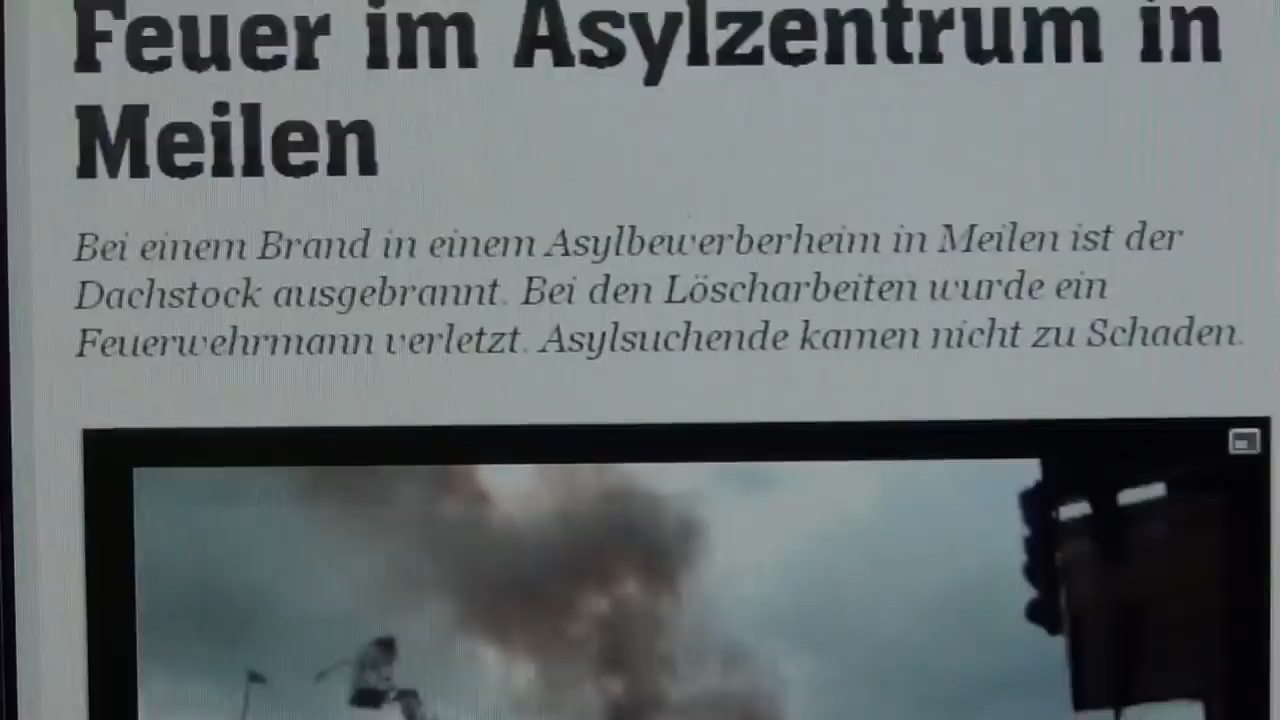 Feuer im Asylzentrum in
Meilen
Bei einem Brand in einem Asylbewerberheim in Meilen ist der
Dachstock ausgebrannt. Bei den Löscharbeiten wurde ein
Feuerwehrmann verletzt. Asylsuchende kamen nicht zu Schaden.